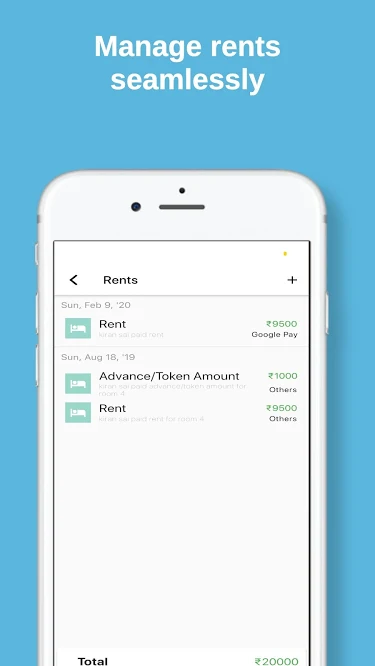 Manage rents
seamlessly
Rents
+
Sun, Feb 9, '20
Rent
₹9500
kiran sai paid rent
Google Pay
Sun, Aug 18, '19
Advance/Token Amount
₹1000
kiran sai paid advance/token amount for
room 4
Others
Rent
₹9500
kiran sai paid rent for room 4
Others
Total
₹20000